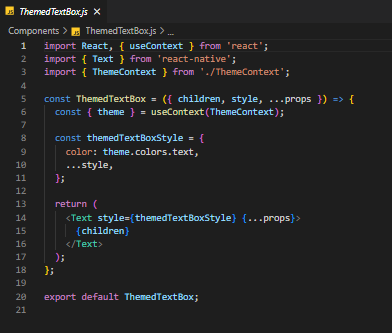 JS ThemedTextBox.js ×
Components > JS ThemedTextBox.js > ...
1 import React, { useContext } from 'react';
2 import { Text } from 'react-native';
3 import { ThemeContext } from './ThemeContext';
4
5 const ThemedTextBox = ({ children, style, ...props }) => {
6   const { theme } = useContext(ThemeContext);
7
8   const themedTextBoxStyle = {
9     color: theme.colors.text,
10     ...style,
11   };
12
13   return (
14     <Text style={themedTextBoxStyle} {...props}>
15       {children}
16     </Text>
17   );
18 };
19
20 export default ThemedTextBox;
21